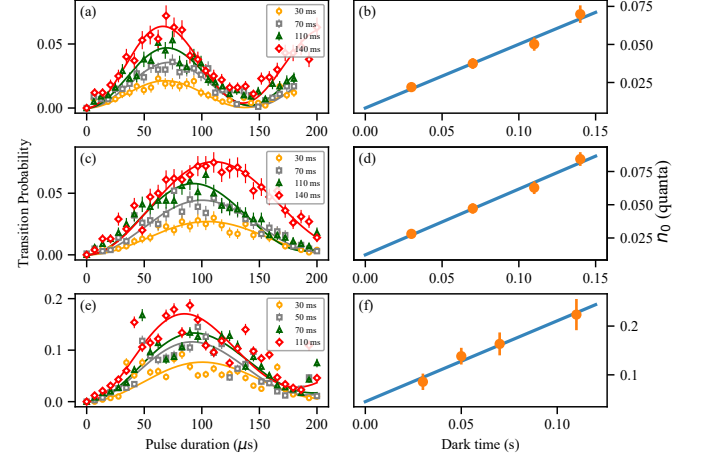 (a)
30 ms
70 ms
110 ms
140 ms
0.05
0.00
0 50 100 150 200
(b)
0.075
0.050
0.025
0.00 0.05 0.10 0.15
Transition Probability
(c)
30 ms
70 ms
110 ms
140 ms
0.05
0.00
(d)
0.075
0.050
0.025
n₀ (quanta)
0.00 0.05 0.10 0.15
(e)
30 ms
50 ms
70 ms
110 ms
0.2
0.1
0.0
0 50 100 150 200
Pulse duration (μs)
(f)
0.2
0.1
0.00 0.05 0.10
Dark time (s)